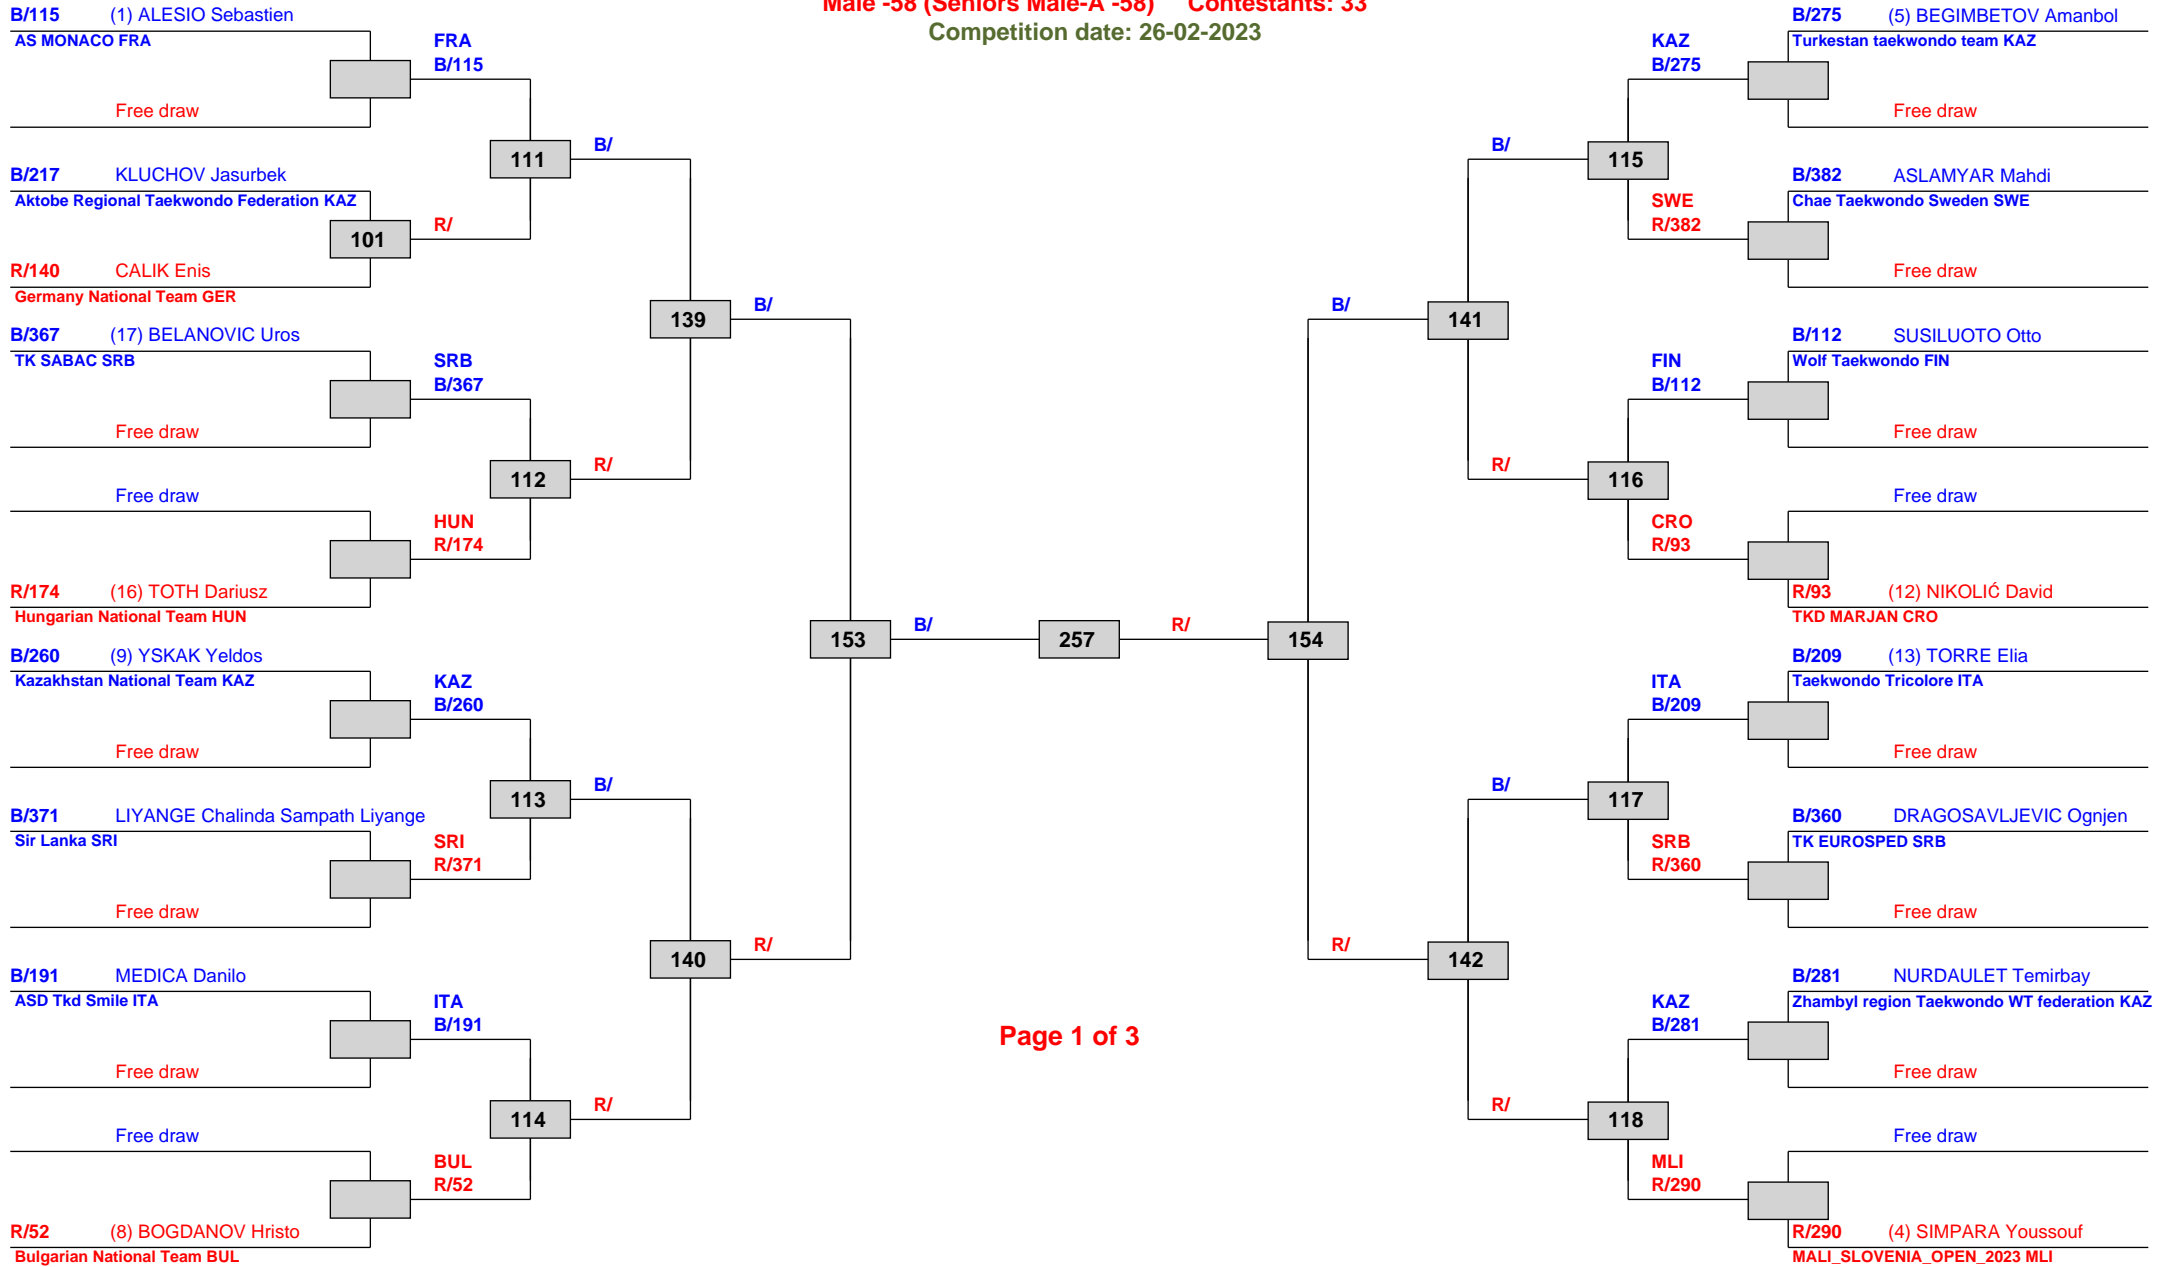 Male -58 (Seniors Male-A -58) Contestants: 33
Competition date: 26-02-2023
B/115 (1) ALESIO Sebastien
AS MONACO FRA
FRA
B/115
Free draw
111
B/
B/217 KLUCHOV Jasurbek
Aktobe Regional Taekwondo Federation KAZ
101
R/
R/140 CALIK Enis
Germany National Team GER
139
B/
B/367 (17) BELANOVIC Uros
TK SABAC SRB
SRB
B/367
Free draw
112
R/
Free draw
HUN
R/174
R/174 (16) TOTH Dariusz
Hungarian National Team HUN
153
B/
257
R/
154
B/260 (9) YSKAK Yeldos
Kazakhstan National Team KAZ
KAZ
B/260
Free draw
113
B/
B/371 LIYANGE Chalinda Sampath Liyange
Sir Lanka SRI
SRI
R/371
Free draw
140
R/
B/191 MEDICA Danilo
ASD Tkd Smile ITA
ITA
B/191
Free draw
114
R/
Free draw
BUL
R/52
R/52 (8) BOGDANOV Hristo
Bulgarian National Team BUL
Page 1 of 3
B/275 (5) BEGIMBETOV Amanbol
Turkestan taekwondo team KAZ
KAZ
B/275
Free draw
B/
115
B/382 ASLAMYAR Mahdi
Chae Taekwondo Sweden SWE
SWE
R/382
Free draw
B/
141
B/112 SUSILUOTO Otto
Wolf Taekwondo FIN
FIN
B/112
Free draw
R/
116
Free draw
CRO
R/93
R/93 (12) NIKOLIĆ David
TKD MARJAN CRO
B/209 (13) TORRE Elia
Taekwondo Tricolore ITA
ITA
B/209
Free draw
B/
117
B/360 DRAGOSAVLJEVIC Ognjen
TK EUROSPED SRB
SRB
R/360
Free draw
R/
142
B/281 NURDAULET Temirbay
Zhambyl region Taekwondo WT federation KAZ
KAZ
B/281
Free draw
R/
118
Free draw
MLI
R/290
R/290 (4) SIMPARA Youssouf
MALI_SLOVENIA_OPEN_2023 MLI